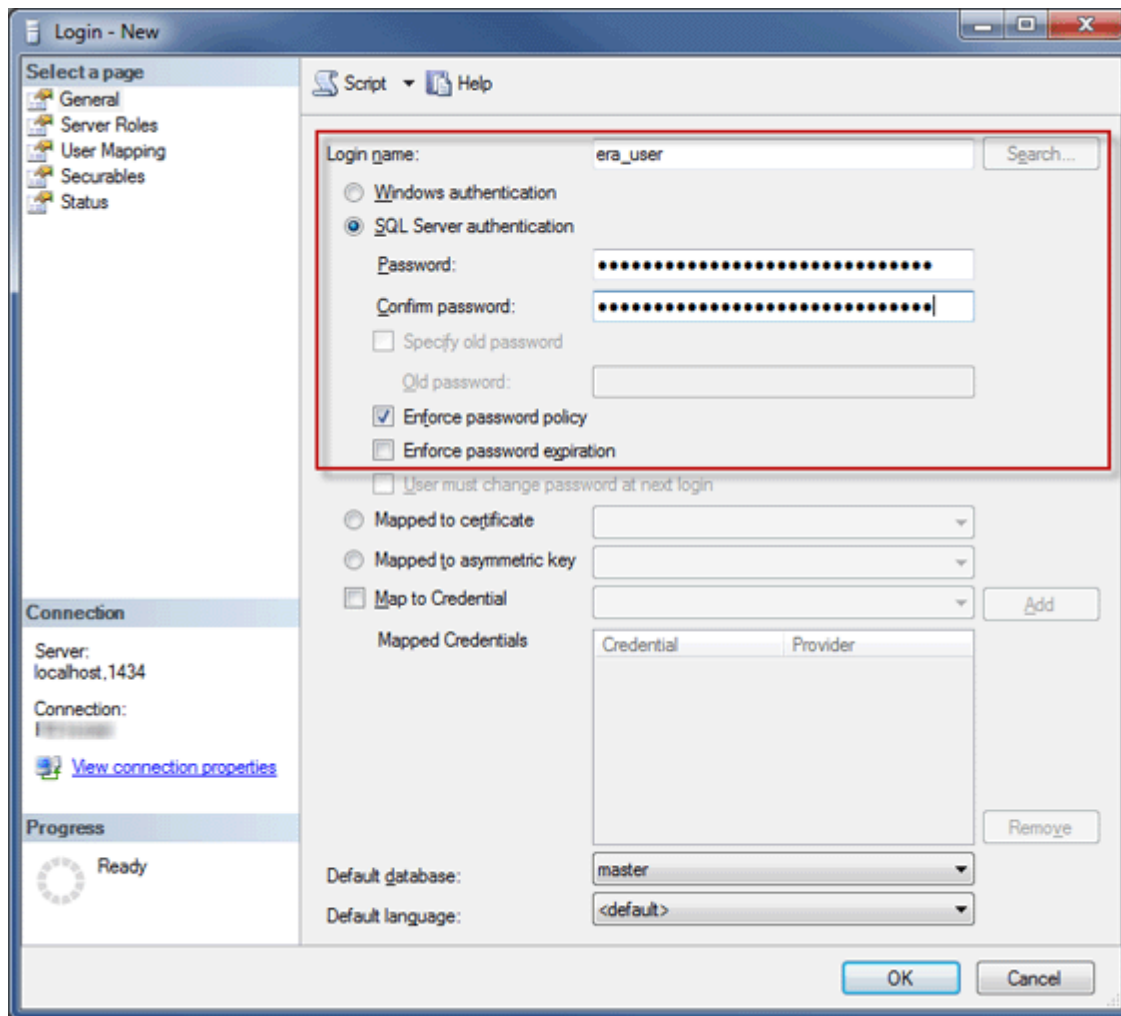 Login - New
Select a page
General
Server Roles
User Mapping
Securables
Status
Script Help
Login name: era_user Search...
Windows authentication
SQL Server authentication
Password: ●●●●●●●●●●●●●●●●●●●●●●●●●●●●●●
Confirm password: ●●●●●●●●●●●●●●●●●●●●●●●●●●●●●●
Specify old password
Old password:
Enforce password policy
Enforce password expiration
User must change password at next login
Mapped to certificate
Mapped to asymmetric key
Map to Credential Add
Mapped Credentials Credential Provider
Remove
Default database: master
Default language: <default>
Connection
Server:
localhost,1434
Connection:
View connection properties
Progress
Ready
OK Cancel